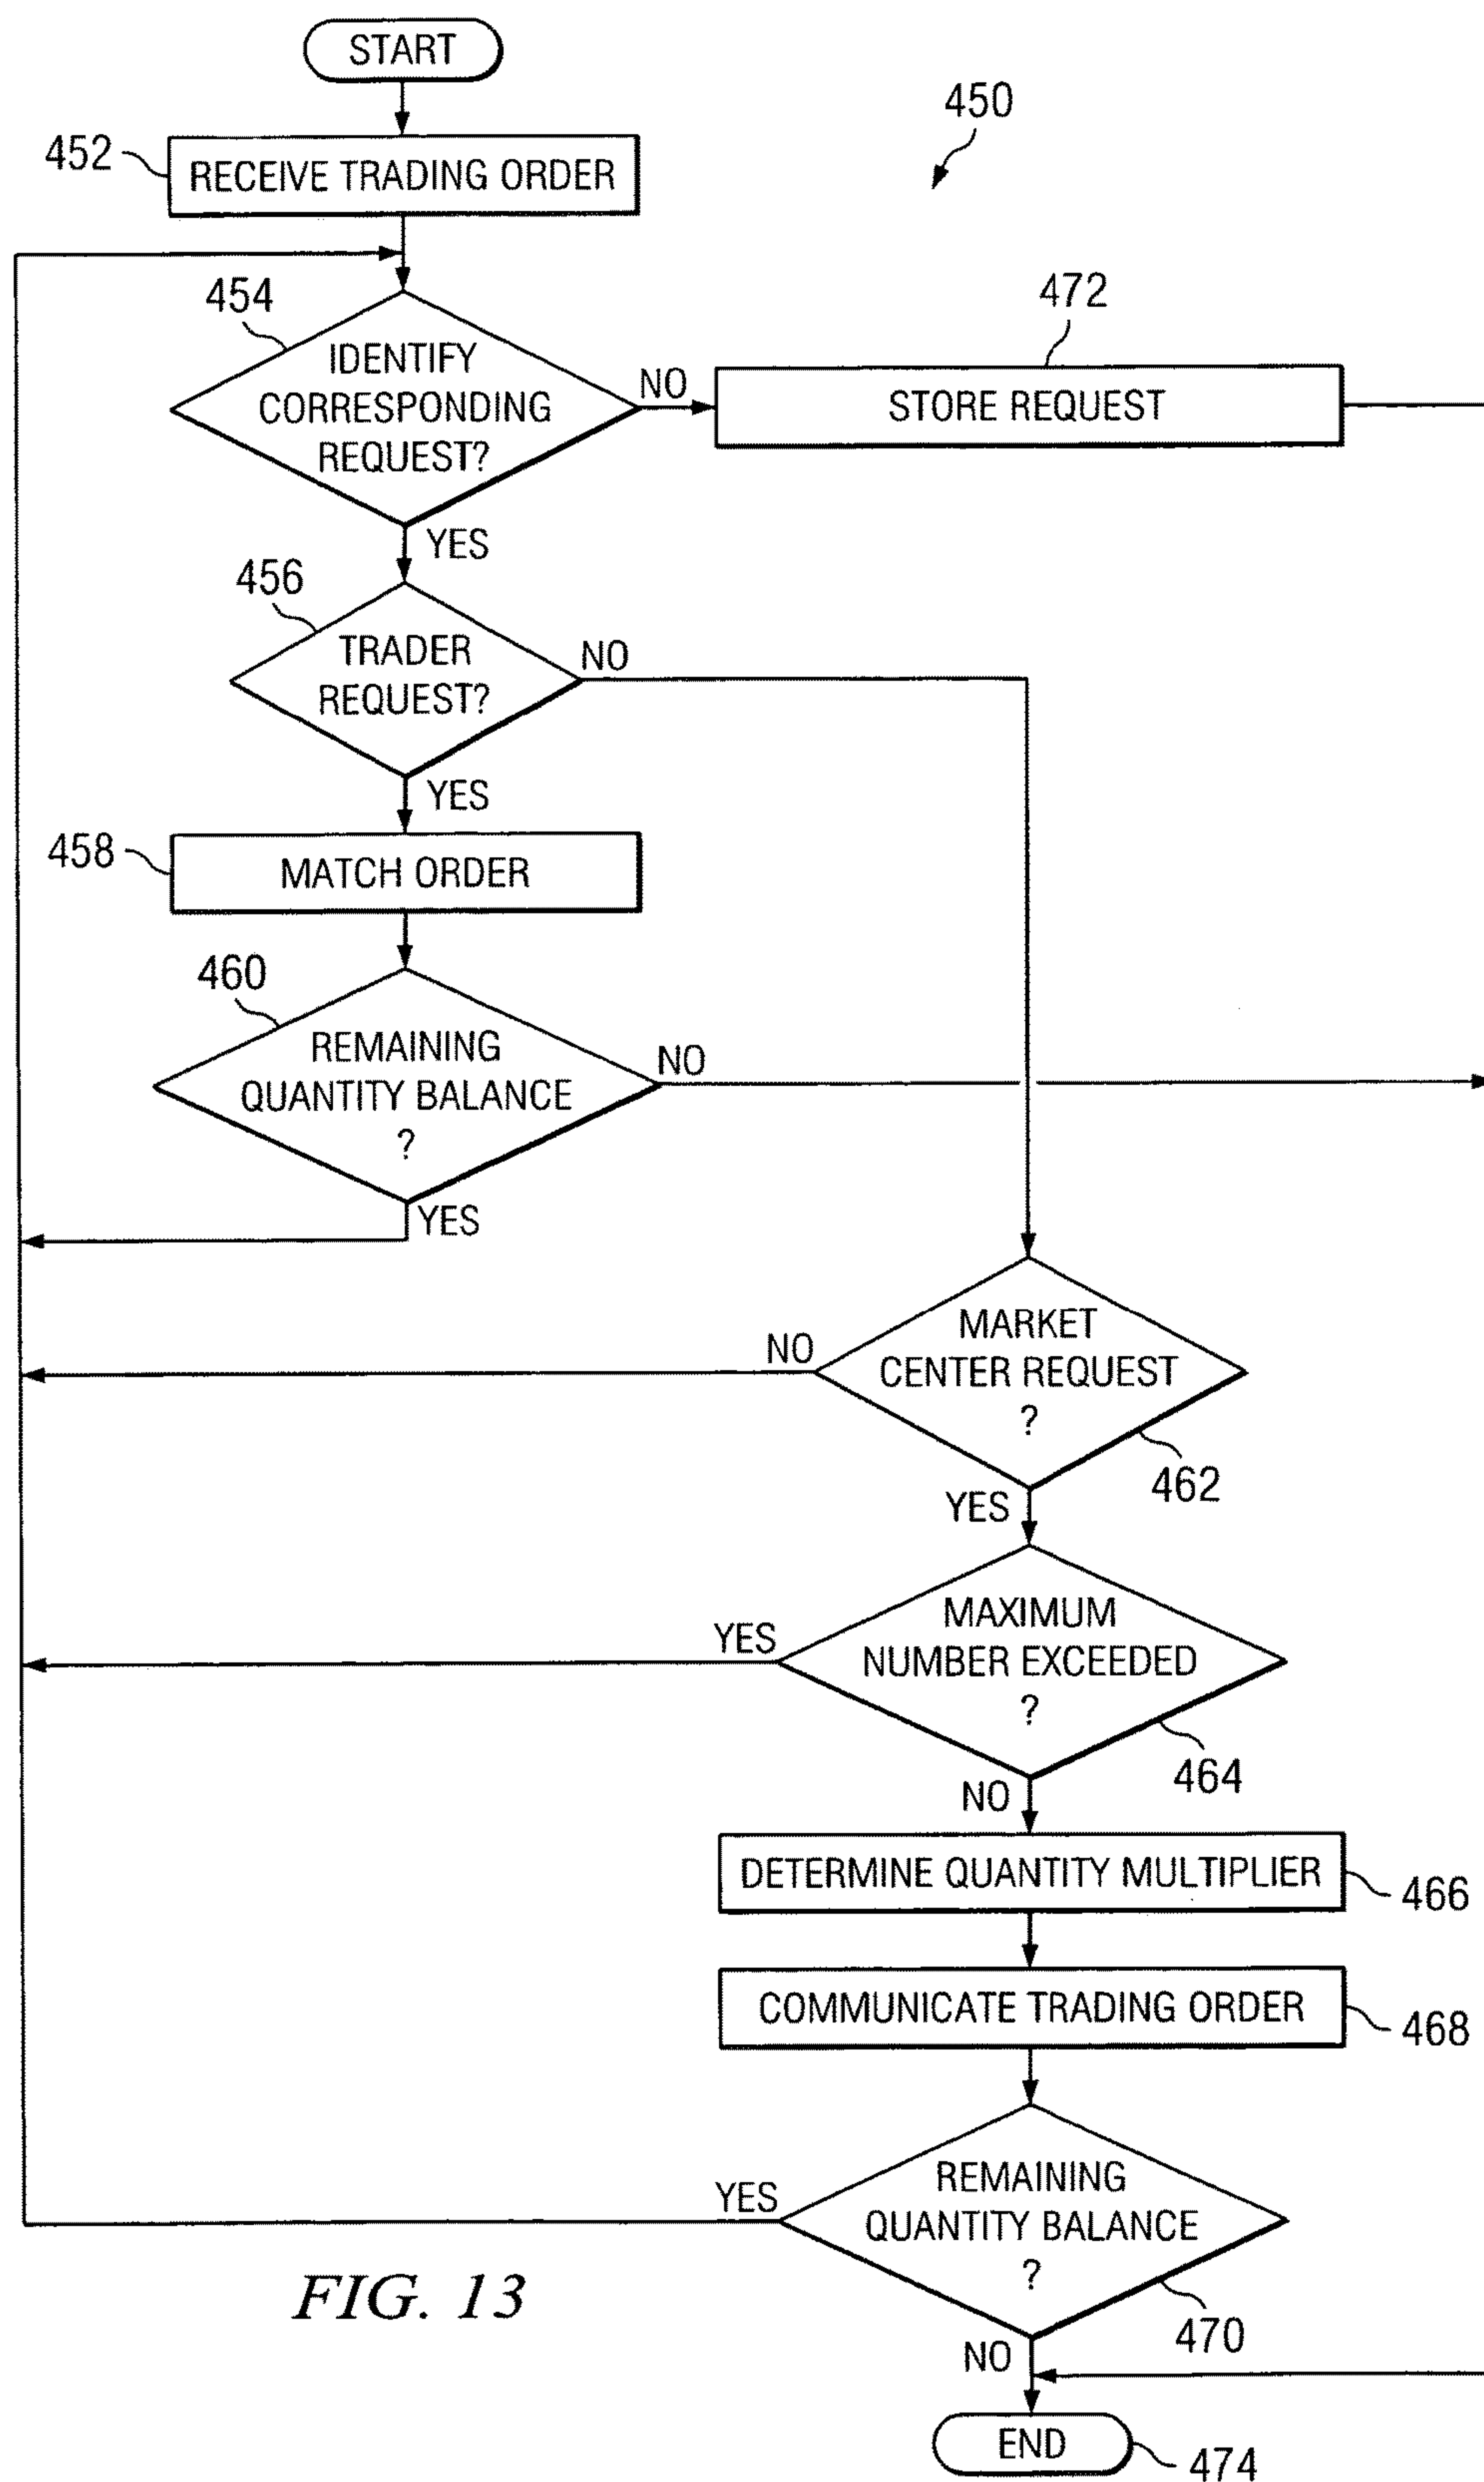 START
450
452
RECEIVE TRADING ORDER
454
IDENTIFY
CORRESPONDING
REQUEST?
NO
472
STORE REQUEST
YES
456
TRADER
REQUEST?
NO
YES
458
MATCH ORDER
460
REMAINING
QUANTITY BALANCE
?
NO
YES
MARKET
CENTER REQUEST
?
NO
462
YES
MAXIMUM
NUMBER EXCEEDED
?
YES
464
NO
DETERMINE QUANTITY MULTIPLIER
466
COMMUNICATE TRADING ORDER
468
REMAINING
QUANTITY BALANCE
?
YES
470
NO
END
474
FIG. 13